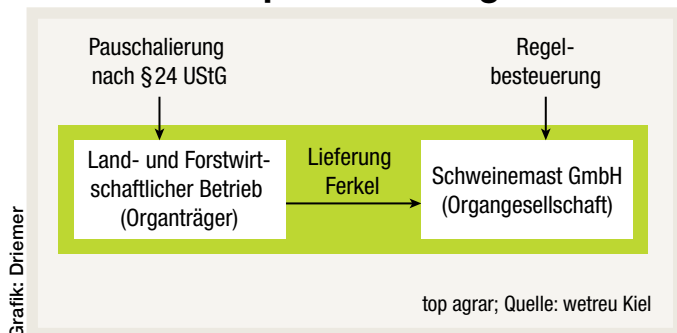 Pauschalierung
nach § 24 UStG
Regel-
besteuerung
Land- und Forstwirt-
schaftlicher Betrieb
(Organträger)
Lieferung
Ferkel
Schweinemast GmbH
(Organgesellschaft)
top agrar; Quelle: wetreu Kiel
Grafik: Driemer